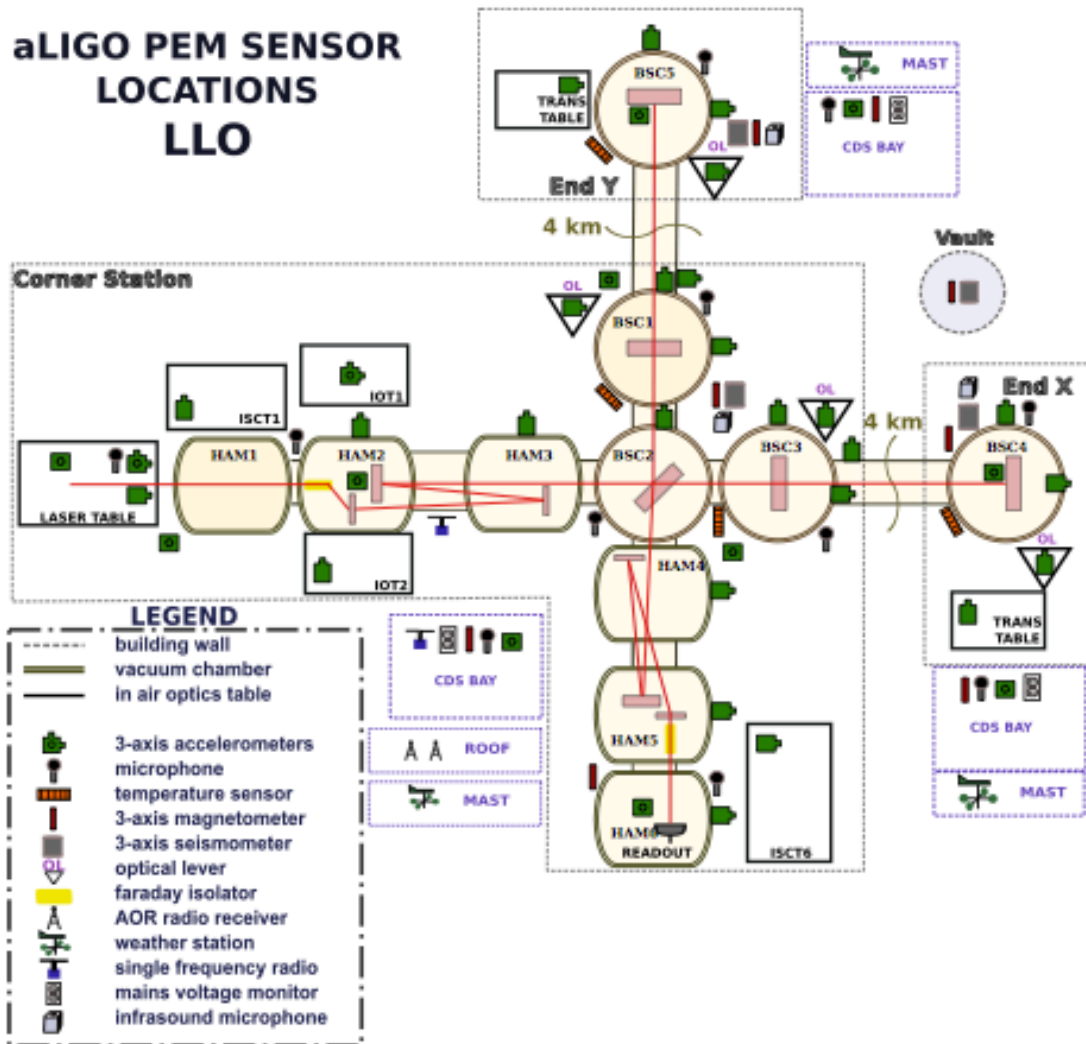 aLIGO PEM SENSOR
LOCATIONS
LLO
BSC5
TRANS
TABLE
OL
End Y
MAST
CDS BAY
4 km
Vault
Corner Station
OL
BSC1
ISCT1
IOT1
OL
4 km
End X
HAM1
HAM2
HAM3
BSC2
BSC3
BSC4
LASER TABLE
IOT2
HAM4
OL
TRANS
TABLE
CDS BAY
ROOF
MAST
HAM5
HAM6
READOUT
ISCT6
CDS BAY
MAST
LEGEND
building wall
vacuum chamber
in air optics table
3-axis accelerometers
microphone
temperature sensor
3-axis magnetometer
3-axis seismometer
OL
optical lever
faraday isolator
AOR radio receiver
weather station
single frequency radio
mains voltage monitor
infrasound microphone